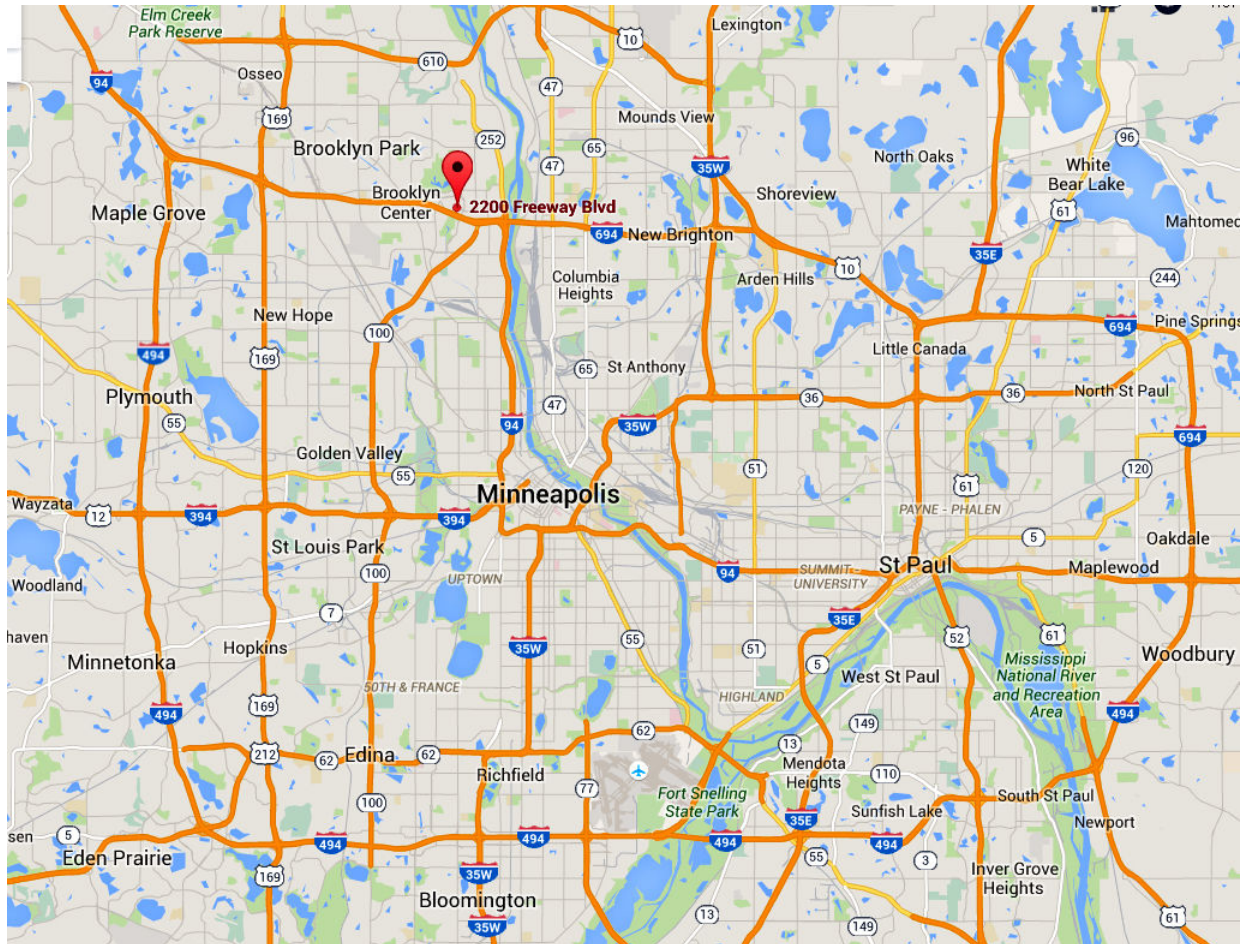 Elm Creek
Park Reserve
Lexington
10
610
94
Osseo
47
169
Mounds View
96
252
65
Brooklyn Park
47
North Oaks
White
Bear Lake
35W
Shoreview
Brooklyn
Center
Maple Grove
2200 Freeway Blvd
61
Mahtomed
694
New Brighton
35E
10
Arden Hills
244
Columbia
Heights
New Hope
100
694
Pine Springs
169
494
Little Canada
65
St Anthony
Plymouth
47
36
36
North St Paul
55
94
35W
694
Golden Valley
55
51
120
61
Minneapolis
Wayzata
12
394
394
PAYNE - PHALEN
5
Oakdale
St Louis Park
100
UPTOWN
94
SUMMIT -
UNIVERSITY
St Paul
Maplewood
Woodland
7
35E
haven
55
52
61
Hopkins
35W
51
5
Minnetonka
Woodbury
Mississippi
National River
and Recreation
Area
West St Paul
50TH & FRANCE
HIGHLAND
169
494
494
149
62
13
212
62
Edina
62
Mendota
Heights
110
Richfield
77
Fort Snelling
State Park
100
South St Paul
Sunfish Lake
35E
Newport
sen
5
494
494
494
494
Eden Prairie
55
3
169
35W
Inver Grove
Heights
Bloomington
13
149
61
35W